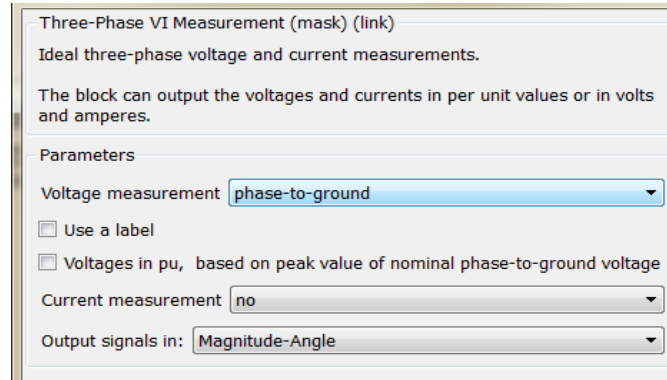 Three-Phase VI Measurement (mask) (link)
Ideal three-phase voltage and current measurements.
The block can output the voltages and currents in per unit values or in volts
and amperes.
Parameters
Voltage measurement phase-to-ground
Use a label
Voltages in pu, based on peak value of nominal phase-to-ground voltage
Current measurement no
Output signals in: Magnitude-Angle